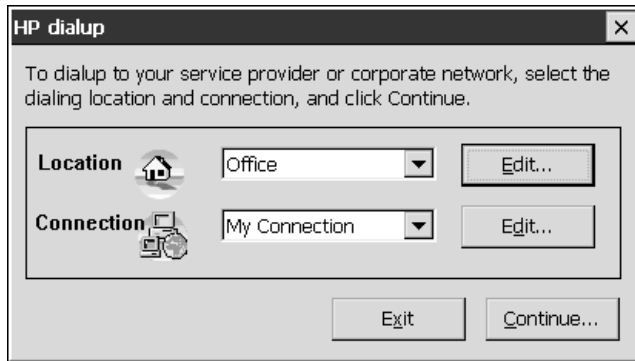 HP dialup
To dialup to your service provider or corporate network, select the
dialing location and connection, and click Continue.
Location Office Edit...
Connection My Connection Edit...
Exit Continue...